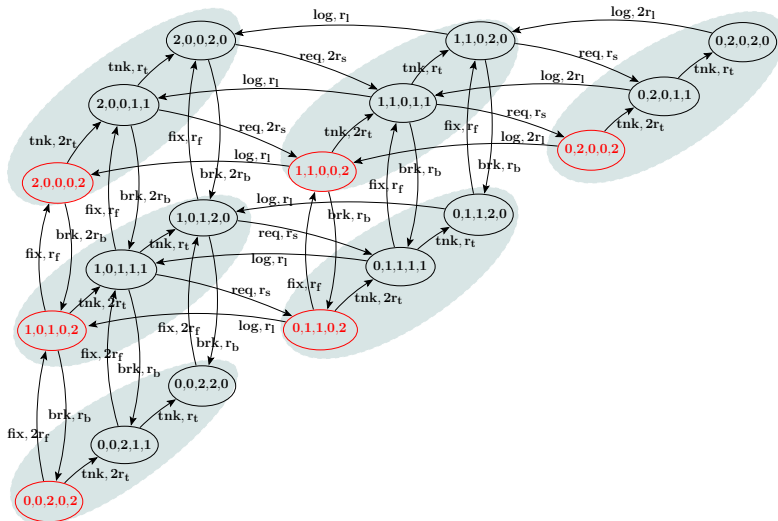 log, r_l
log, 2r_l
2,0,0,2,0
1,1,0,2,0
0,2,0,2,0
tnk, r_t
req, 2r_s
log, r_l
tnk, r_t
req, r_s
log, 2r_l
tnk, r_t
2,0,0,1,1
1,1,0,1,1
0,2,0,1,1
tnk, 2r_t
fix, r_f
req, 2r_s
tnk, 2r_t
fix, r_f
req, r_s
log, 2r_l
tnk, 2r_t
log, r_l
2,0,0,0,2
1,1,0,0,2
0,2,0,0,2
brk, 2r_b
brk, 2r_b
fix, r_f
brk, r_b
fix, r_f
log, r_l
brk, r_b
1,0,1,2,0
0,1,1,2,0
fix, r_f
brk, 2r_b
tnk, r_t
req, r_s
tnk, r_t
log, r_l
1,0,1,1,1
0,1,1,1,1
tnk, 2r_t
req, r_s
fix, r_f
tnk, 2r_t
log, r_l
1,0,1,0,2
0,1,1,0,2
fix, 2r_f
fix, 2r_f
brk, r_b
0,0,2,2,0
brk, r_b
brk, r_b
tnk, r_t
fix, 2r_f
0,0,2,1,1
tnk, 2r_t
0,0,2,0,2